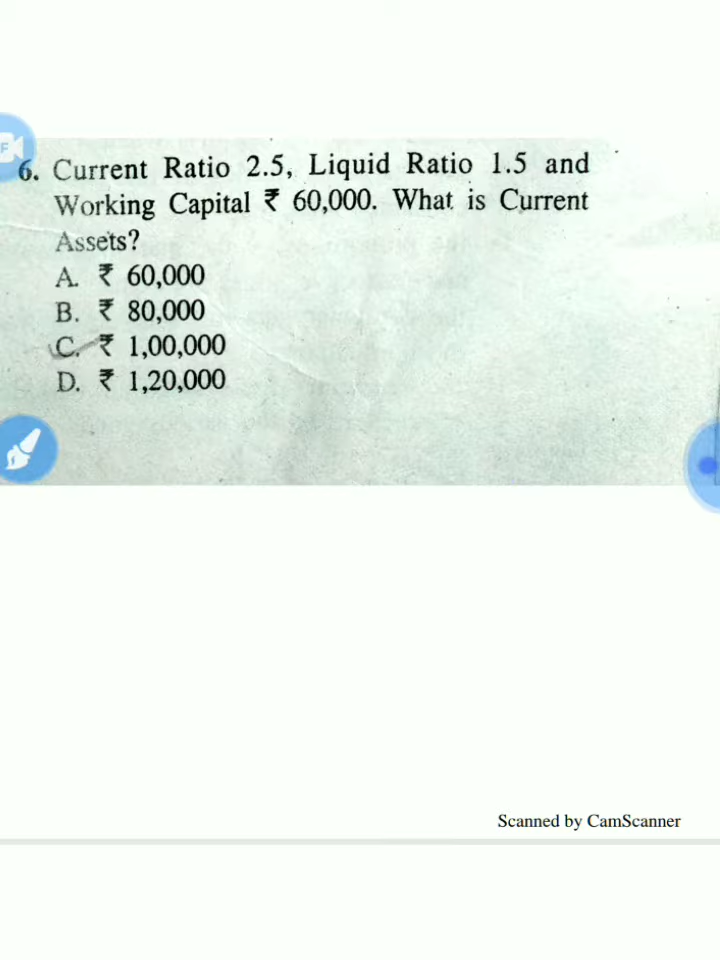 6. Current Ratio 2.5, Liquid Ratio 1.5 and
Working Capital ₹ 60,000. What is Current
Assets?
A. ₹ 60,000
B. ₹ 80,000
C. ₹ 1,00,000
D. ₹ 1,20,000
Scanned by CamScanner